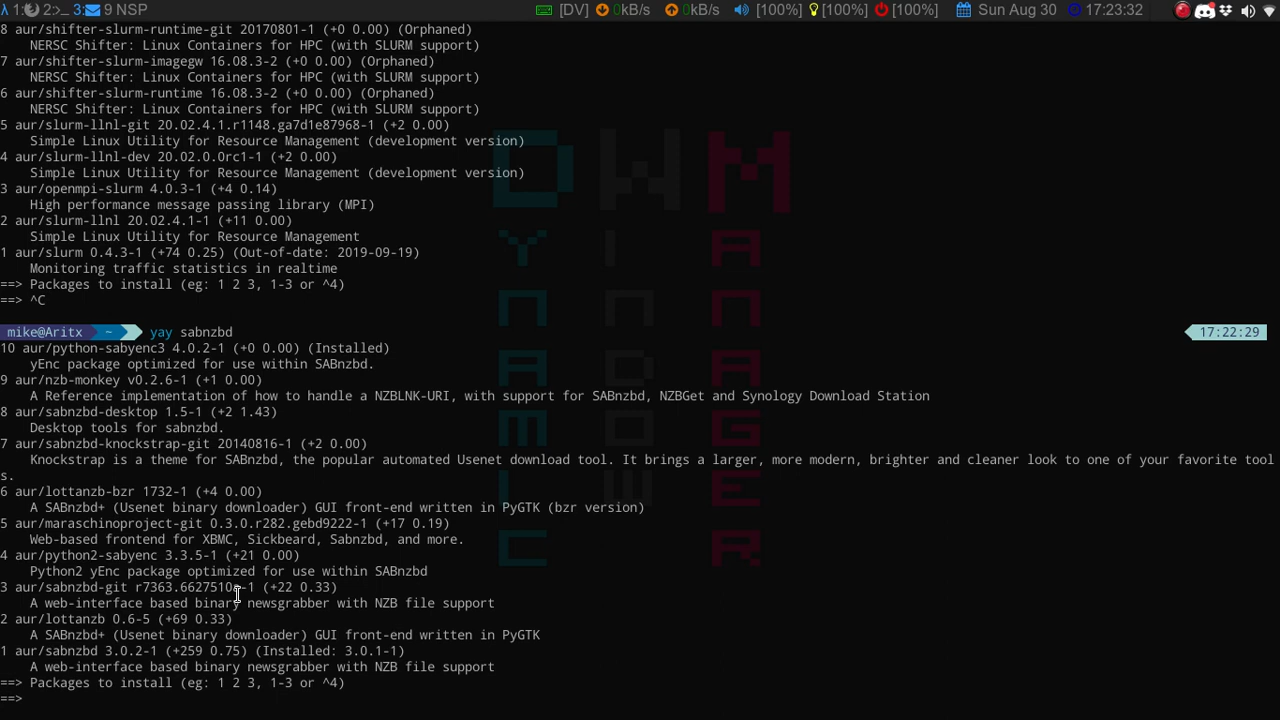 λ 1: 2:>_ 3: 9 NSP [DV] 0kB/s 0kB/s [100%] [100%] [100%] Sun Aug 30 17:23:32
8 aur/shifter-slurm-runtime-git 20170801-1 (+0 0.00) (Orphaned)
NERSC Shifter: Linux Containers for HPC (with SLURM support)
7 aur/shifter-slurm-imagegw 16.08.3-2 (+0 0.00) (Orphaned)
NERSC Shifter: Linux Containers for HPC (with SLURM support)
6 aur/shifter-slurm-runtime 16.08.3-2 (+0 0.00) (Orphaned)
NERSC Shifter: Linux Containers for HPC (with SLURM support)
5 aur/slurm-llnl-git 20.02.4.1.r1148.ga7d1e87968-1 (+2 0.00)
Simple Linux Utility for Resource Management (development version)
4 aur/slurm-llnl-dev 20.02.0.0rc1-1 (+2 0.00)
Simple Linux Utility for Resource Management (development version)
3 aur/openmpi-slurm 4.0.3-1 (+4 0.14)
High performance message passing library (MPI)
2 aur/slurm-llnl 20.02.4.1-1 (+11 0.00)
Simple Linux Utility for Resource Management
1 aur/slurm 0.4.3-1 (+74 0.25) (Out-of-date: 2019-09-19)
Monitoring traffic statistics in realtime
==> Packages to install (eg: 1 2 3, 1-3 or ^4)
==> ^C
mike@Aritx ~ yay sabnzbd 17:22:29
10 aur/python-sabyenc3 4.0.2-1 (+0 0.00) (Installed)
yEnc package optimized for use within SABnzbd.
9 aur/nzb-monkey v0.2.6-1 (+1 0.00)
A Reference implementation of how to handle a NZBLNK-URI, with support for SABnzbd, NZBGet and Synology Download Station
8 aur/sabnzbd-desktop 1.5-1 (+2 1.43)
Desktop tools for sabnzbd.
7 aur/sabnzbd-knockstrap-git 20140816-1 (+2 0.00)
Knockstrap is a theme for SABnzbd, the popular automated Usenet download tool. It brings a larger, more modern, brighter and cleaner look to one of your favorite tool
s.
6 aur/lottanzb-bzr 1732-1 (+4 0.00)
A SABnzbd+ (Usenet binary downloader) GUI front-end written in PyGTK (bzr version)
5 aur/maraschinoproject-git 0.3.0.r282.gebd9222-1 (+17 0.19)
Web-based frontend for XBMC, Sickbeard, Sabnzbd, and more.
4 aur/python2-sabyenc 3.3.5-1 (+21 0.00)
Python2 yEnc package optimized for use within SABnzbd
3 aur/sabnzbd-git (+22 0.33)
A web-interface based binary newsgrabber with NZB file support
2 aur/lottanzb 0.6-5 (+69 0.33)
A SABnzbd+ (Usenet binary downloader) GUI front-end written in PyGTK
1 aur/sabnzbd 3.0.2-1 (+259 0.75) (Installed: 3.0.1-1)
A web-interface based binary newsgrabber with NZB file support
==> Packages to install (eg: 1 2 3, 1-3 or ^4)
==>
DWM
DYNAMIC
WINDOW
MANAGER